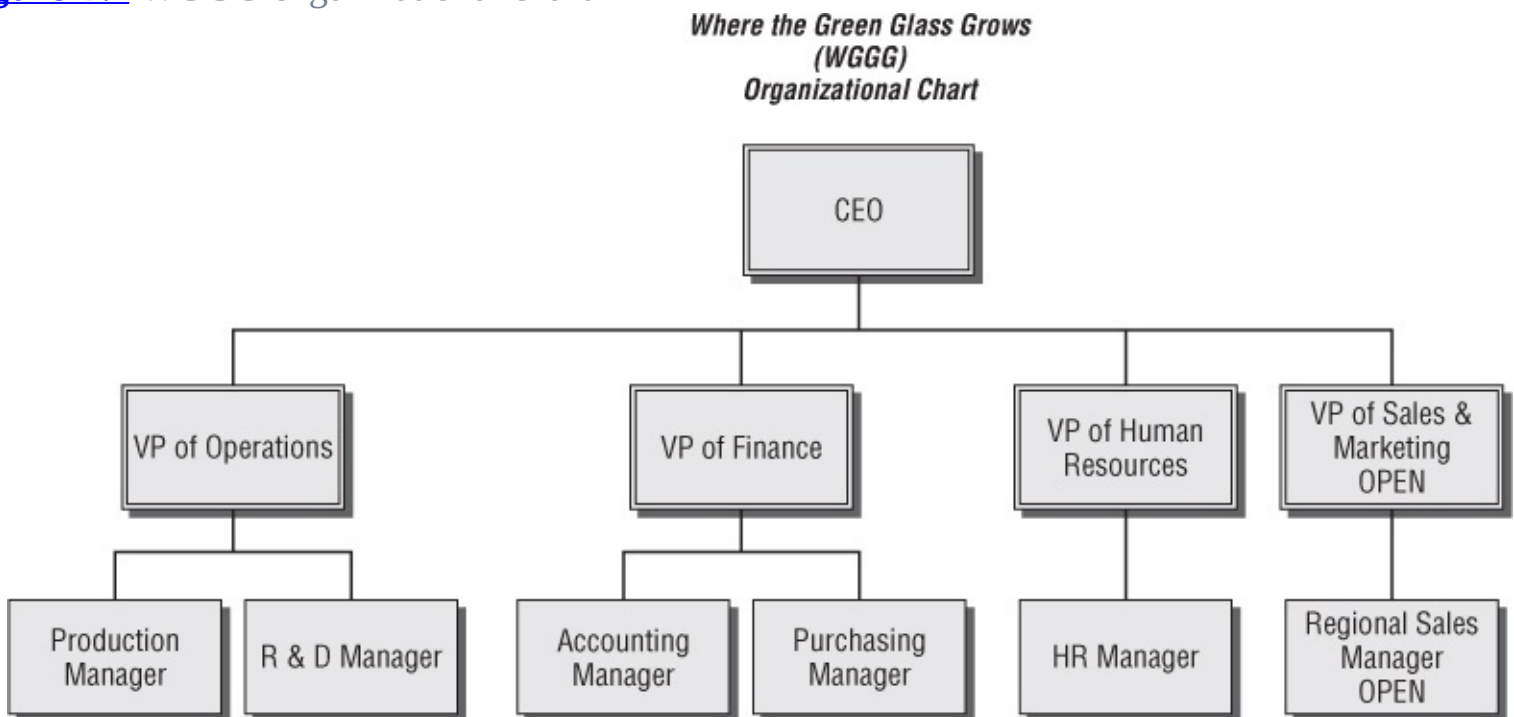 Where the Green Glass Grows
(WGGG)
Organizational Chart
CEO
VP of Operations
VP of Finance
VP of Human
Resources
VP of Sales &
Marketing
OPEN
Production
Manager
R & D Manager
Accounting
Manager
Purchasing
Manager
HR Manager
Regional Sales
Manager
OPEN